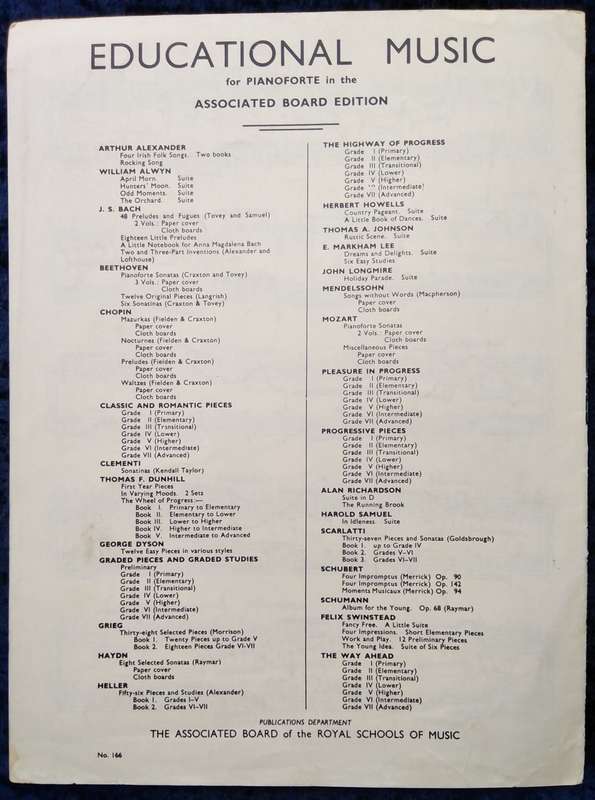 EDUCATIONAL MUSIC
for PIANOFORTE in the
ASSOCIATED BOARD EDITION
ARTHUR ALEXANDER
Four Irish Folk Songs. Two books
Rocking Song
WILLIAM ALWYN
April Morn. Suite
Hunters' Moon. Suite
Odd Moments. Suite
The Orchard. Suite
J. S. BACH
48 Preludes and Fugues (Tovey and Samuel)
2 Vols.: Paper cover
Cloth boards
Eighteen Little Preludes
A Little Notebook for Anna Magdalena Bach
Two and Three-Part Inventions (Alexander and
Lofthouse)
BEETHOVEN
Pianoforte Sonatas (Craxton and Tovey)
3 Vols.: Paper cover
Cloth boards
Twelve Original Pieces (Langrish)
Six Sonatinas (Craxton & Tovey)
CHOPIN
Mazurkas (Fielden & Craxton)
Paper cover
Cloth boards
Nocturnes (Fielden & Craxton)
Paper cover
Cloth boards
Preludes (Fielden & Craxton)
Paper cover
Cloth boards
Waltzes (Fielden & Craxton)
Paper cover
Cloth boards
CLASSIC AND ROMANTIC PIECES
Grade I (Primary)
Grade II (Elementary)
Grade III (Transitional)
Grade IV (Lower)
Grade V (Higher)
Grade VI (Intermediate)
Grade VII (Advanced)
CLEMENTI
Sonatinas (Kendall Taylor)
THOMAS F. DUNHILL
First Year Pieces
In Varying Moods. 2 Sets
The Wheel of Progress:—
Book I. Primary to Elementary
Book II. Elementary to Lower
Book III. Lower to Higher
Book IV. Higher to Intermediate
Book V. Intermediate to Advanced
GEORGE DYSON
Twelve Easy Pieces in various styles
GRADED PIECES AND GRADED STUDIES
Preliminary
Grade I (Primary)
Grade II (Elementary)
Grade III (Transitional)
Grade IV (Lower)
Grade V (Higher)
Grade VI (Intermediate)
Grade VII (Advanced)
GRIEG
Thirty-eight Selected Pieces (Morrison)
Book 1. Twenty Pieces up to Grade V
Book 2. Eighteen Pieces Grade VI-VII
HAYDN
Eight Selected Sonatas (Raymar)
Paper cover
Cloth boards
HELLER
Fifty-six Pieces and Studies (Alexander)
Book 1. Grades I-V
Book 2. Grades VI-VII
THE HIGHWAY OF PROGRESS
Grade I (Primary)
Grade II (Elementary)
Grade III (Transitional)
Grade IV (Lower)
Grade V (Higher)
Grade (Intermediate)
Grade VII (Advanced)
HERBERT HOWELLS
Country Pageant. Suite
A Little Book of Dances. Suite
THOMAS A. JOHNSON
Rustic Scene. Suite
E. MARKHAM LEE
Dreams and Delights. Suite
Six Easy Studies
JOHN LONGMIRE
Holiday Parade. Suite
MENDELSSOHN
Songs without Words (Macpherson)
Paper cover
Cloth boards
MOZART
Pianoforte Sonatas
2 Vols.: Paper cover
Cloth boards
Miscellaneous Pieces
Paper cover
Cloth boards
PLEASURE IN PROGRESS
Grade I (Primary)
Grade II (Elementary)
Grade III (Transitional)
Grade IV (Lower)
Grade V (Higher)
Grade VI (Intermediate)
Grade VII (Advanced)
PROGRESSIVE PIECES
Grade I (Primary)
Grade II (Elementary)
Grade III (Transitional)
Grade IV (Lower)
Grade V (Higher)
Grade VI (Intermediate)
Grade VII (Advanced)
ALAN RICHARDSON
Suite in D
The Running Brook
HAROLD SAMUEL
In Idleness Suite
SCARLATTI
Thirty-seven Pieces and Sonatas (Goldsbrough)
Book 1. up to Grade IV
Book 2. Grades V-VI
Book 3. Grades VI-VII
SCHUBERT
Four Impromptus (Merrick) Op. 90
Four Impromptus (Merrick) Op. 142
Moments Musicaux (Merrick) Op. 94
SCHUMANN
Album for the Young. Op. 68 (Raymar)
FELIX SWINSTEAD
Fancy Free. A Little Suite
Four Impressions. Short Elementary Pieces
Work and Play. 12 Preliminary Pieces
The Young Idea. Suite of Six Pieces
THE WAY AHEAD
Grade I (Primary)
Grade II (Elementary)
Grade III (Transitional)
Grade IV (Lower)
Grade V (Higher)
Grade VI (Intermediate)
Grade VII (Advanced)
PUBLICATIONS DEPARTMENT
THE ASSOCIATED BOARD of the ROYAL SCHOOLS OF MUSIC
No. 166